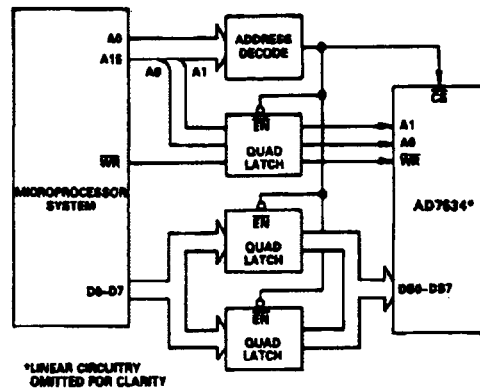 A0
A15
A0 A1
WR
MICROPROCESSOR
SYSTEM
D0–D7
ADDRESS
DECODE
EN
QUAD
LATCH
EN
QUAD
LATCH
EN
QUAD
LATCH
CS
A1
A0
WR
AD7534*
DB0–DB7
*LINEAR CIRCUITRY
OMITTED FOR CLARITY